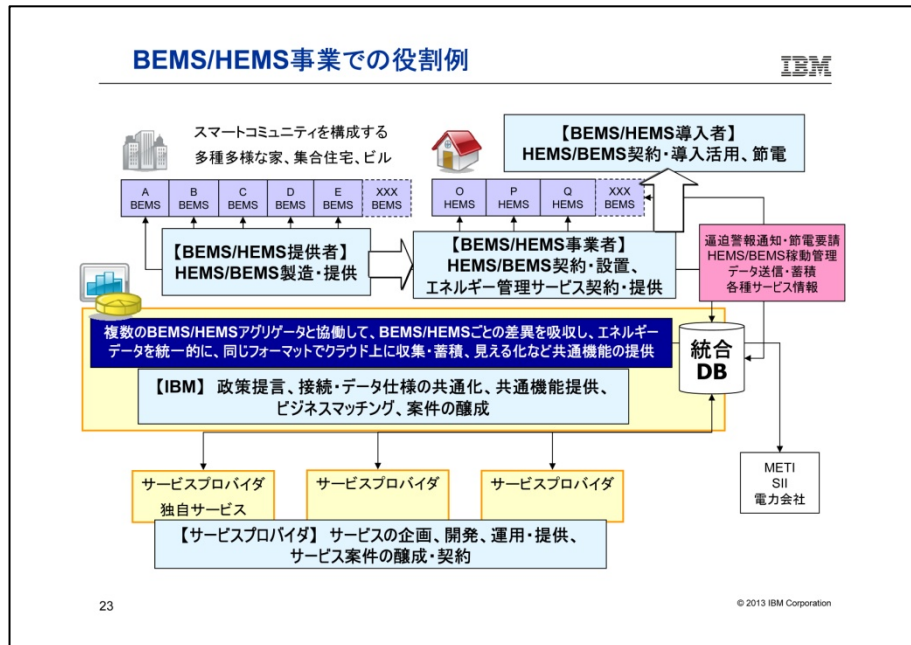 BEMS/HEMS事業での役割例
IBM
スマートコミュニティを構成する
多種多様な家、集合住宅、ビル
【BEMS/HEMS導入者】
HEMS/BEMS契約・導入活用、節電
A
BEMS
B
BEMS
C
BEMS
D
BEMS
E
BEMS
XXX
BEMS
O
HEMS
P
HEMS
Q
HEMS
XXX
BEMS
【BEMS/HEMS提供者】
HEMS/BEMS製造・提供
【BEMS/HEMS事業者】
HEMS/BEMS契約・設置、
エネルギー管理サービス契約・提供
逼迫警報通知・節電要請
HEMS/BEMS稼動管理
データ送信・蓄積
各種サービス情報
複数のBEMS/HEMSアグリゲータと協働して、BEMS/HEMSごとの差異を吸収し、エネルギー
データを統一的に、同じフォーマットでクラウド上に収集・蓄積、見える化など共通機能の提供
統合
DB
【IBM】 政策提言、接続・データ仕様の共通化、共通機能提供、
ビジネスマッチング、案件の醸成
METI
SII
電力会社
サービスプロバイダ
独自サービス
サービスプロバイダ
サービスプロバイダ
【サービスプロバイダ】 サービスの企画、開発、運用・提供、
サービス案件の醸成・契約
23
© 2013 IBM Corporation